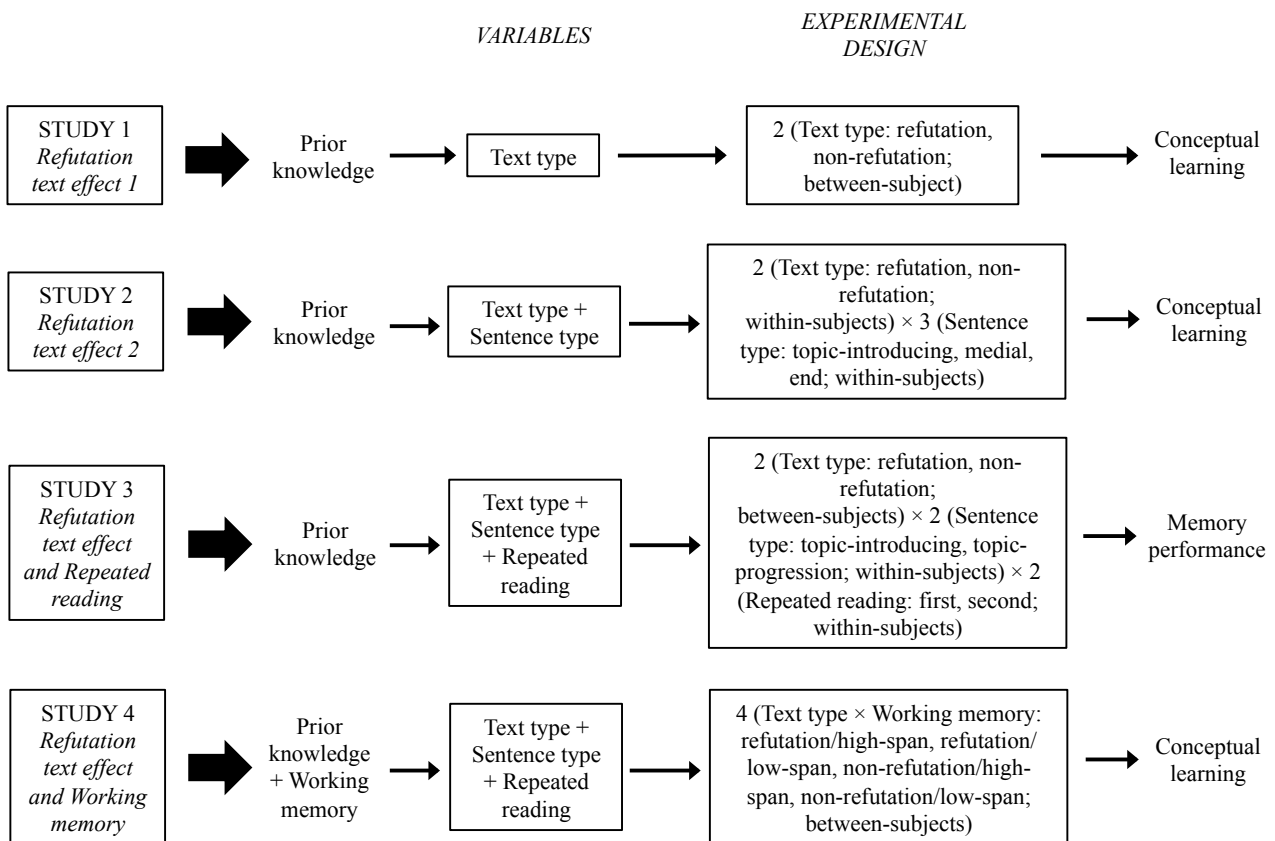 VARIABLES
EXPERIMENTAL
DESIGN
STUDY 1
Refutation
text effect 1
Prior
knowledge
Text type
2 (Text type: refutation,
non-refutation;
between-subject)
Conceptual
learning
STUDY 2
Refutation
text effect 2
Prior
knowledge
Text type +
Sentence type
2 (Text type: refutation, non-
refutation;
within-subjects) × 3 (Sentence
type: topic-introducing, medial,
end; within-subjects)
Conceptual
learning
STUDY 3
Refutation
text effect
and Repeated
reading
Prior
knowledge
Text type +
Sentence type
+ Repeated
reading
2 (Text type: refutation, non-
refutation;
between-subjects) × 2 (Sentence
type: topic-introducing, topic-
progression; within-subjects) × 2
(Repeated reading: first, second;
within-subjects)
Memory
performance
STUDY 4
Refutation
text effect
and Working
memory
Prior
knowledge
+ Working
memory
Text type +
Sentence type
+ Repeated
reading
4 (Text type × Working memory:
refutation/high-span, refutation/
low-span, non-refutation/high-
span, non-refutation/low-span;
between-subjects)
Conceptual
learning